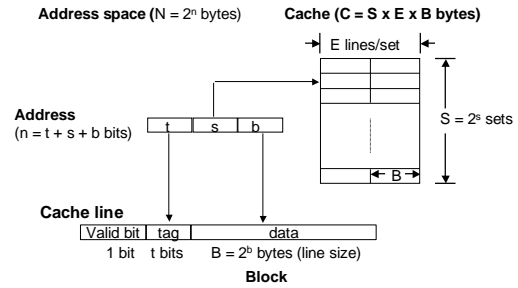 Address space (N = 2ⁿ bytes)
Cache (C = S x E x B bytes)
E lines/set
Address
(n = t + s + b bits)
t s b
S = 2ˢ sets
B
Cache line
Valid bit tag data
1 bit t bits B = 2ᵇ bytes (line size)
Block